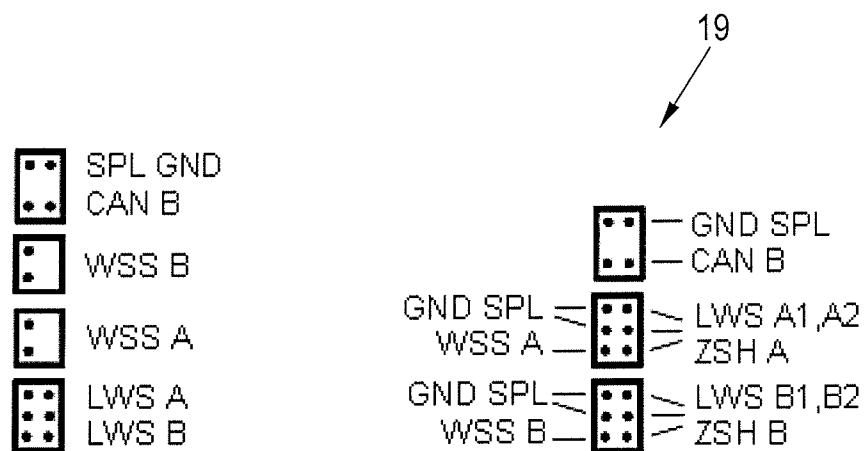 19
SPL GND
CAN B
WSS B
WSS A
LWS A
LWS B
GND SPL
CAN B
GND SPL
WSS A
LWS A1,A2
ZSH A
GND SPL
WSS B
LWS B1,B2
ZSH B